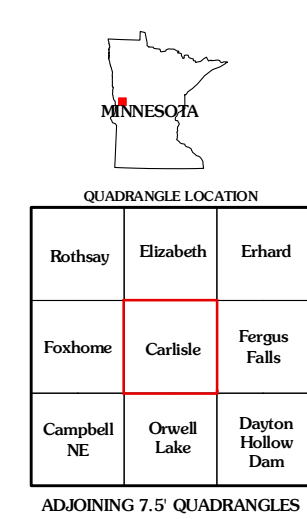 MINNESOTA
QUADRANGLE LOCATION
Rothsay
Elizabeth
Erhard
Foxhome
Carlisle
Fergus
Falls
Campbell
NE
Orwell
Lake
Dayton
Hollow
Dam
ADJOINING 7.5' QUADRANGLES